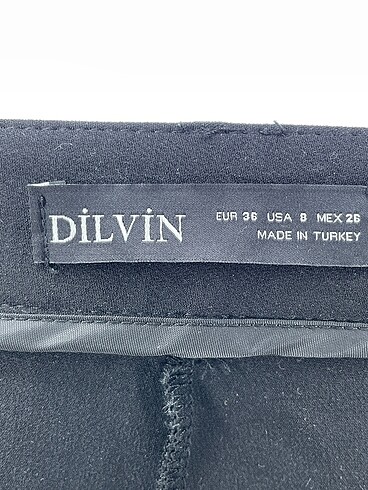 DİLVİN
EUR 36 USA 8 MEX 26
MADE IN TURKEY